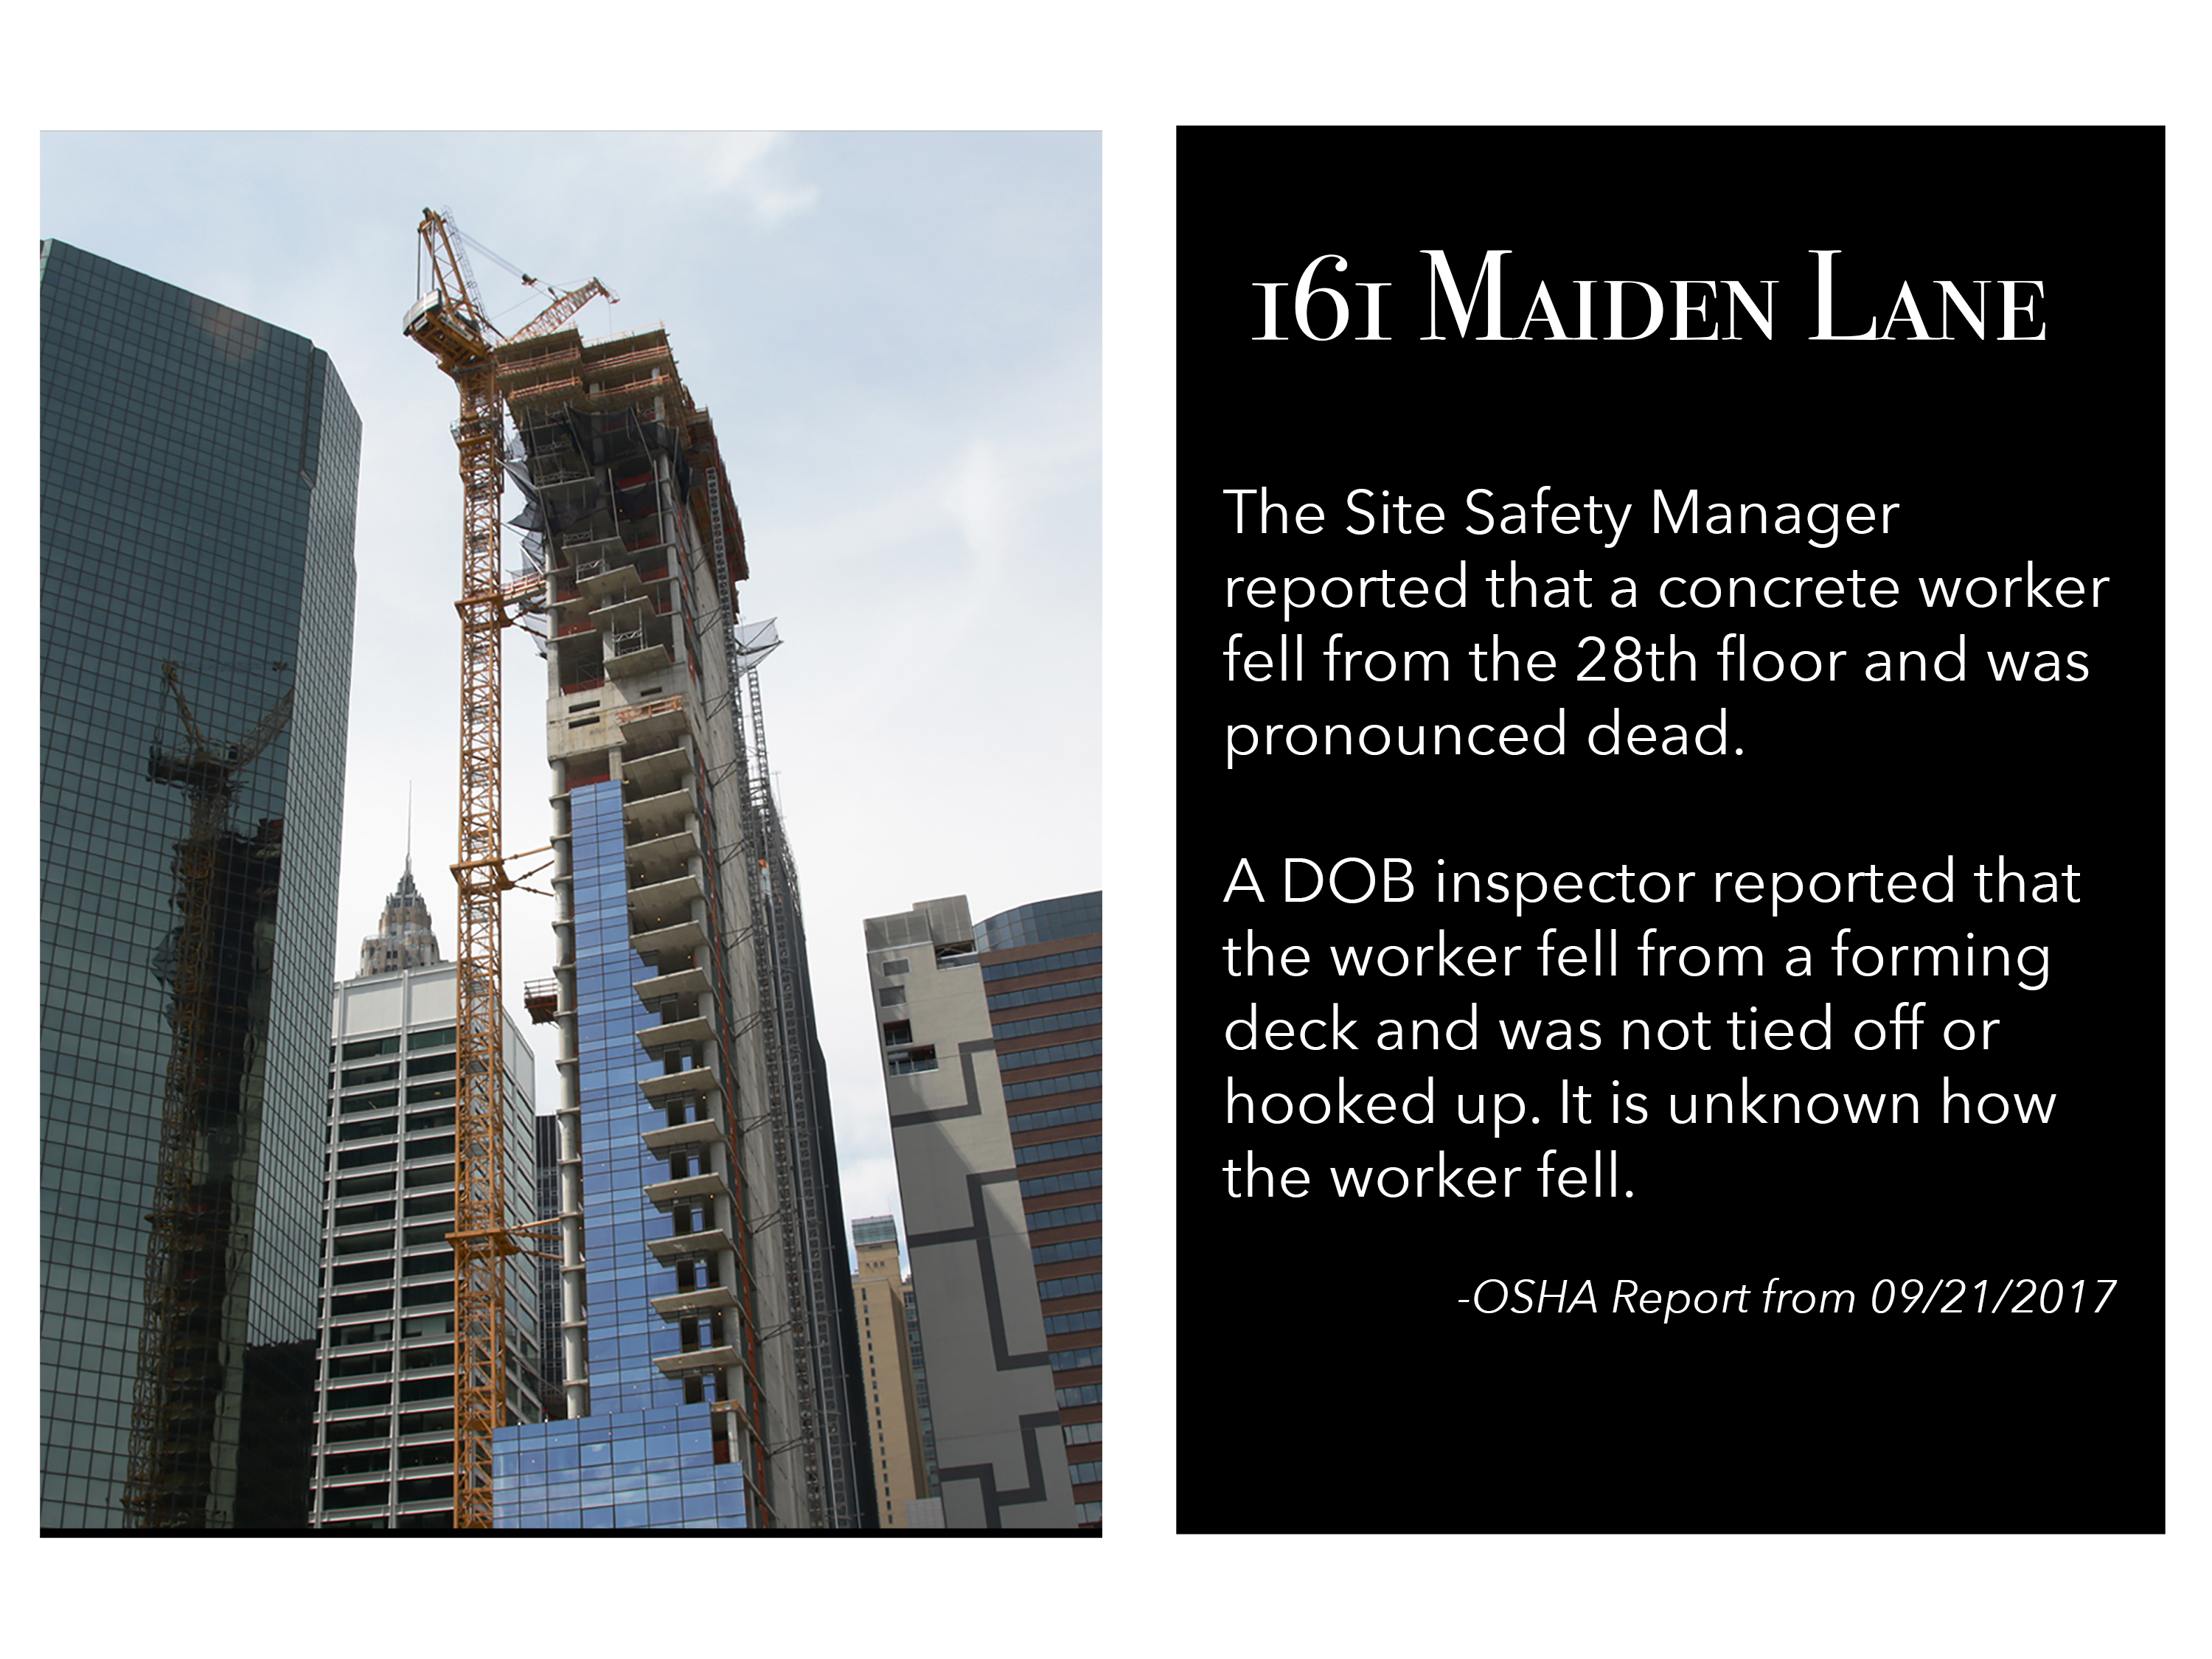 161 Maiden Lane
The Site Safety Manager
reported that a concrete worker
fell from the 28th floor and was
pronounced dead.
A DOB inspector reported that
the worker fell from a forming
deck and was not tied off or
hooked up. It is unknown how
the worker fell.
-OSHA Report from 09/21/2017